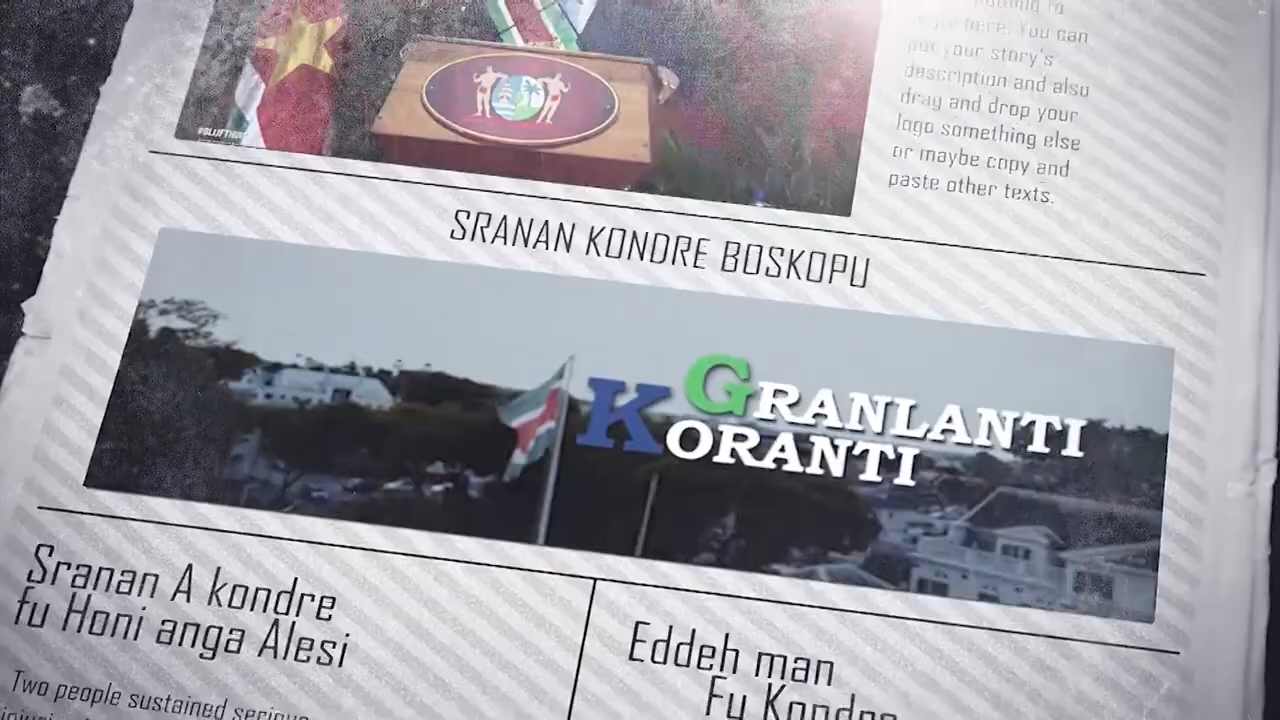 here. You can
put your story's
description and also
drag and drop your
logo something else
or maybe copy and
paste other texts.
SRANAN KONDRE BOSKOPU
GRANLANTI
KORANTI
Sranan A kondre
fu Honi anga Alesi
Eddeh man
Fu Kondre
Two people sustained serious